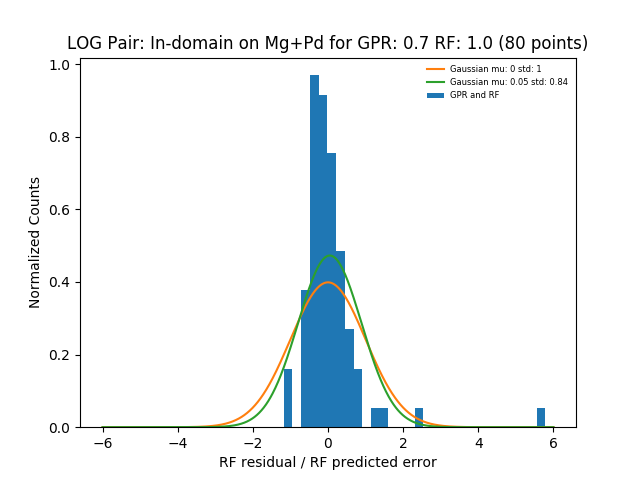 LOG Pair: In-domain on Mg+Pd for GPR: 0.7 RF: 1.0 (80 points)
Gaussian mu: 0 std: 1
Gaussian mu: 0.05 std: 0.84
GPR and RF
1.0
0.8
0.6
0.4
0.2
0.0
Normalized Counts
−6 −4 −2 0 2 4 6
RF residual / RF predicted error